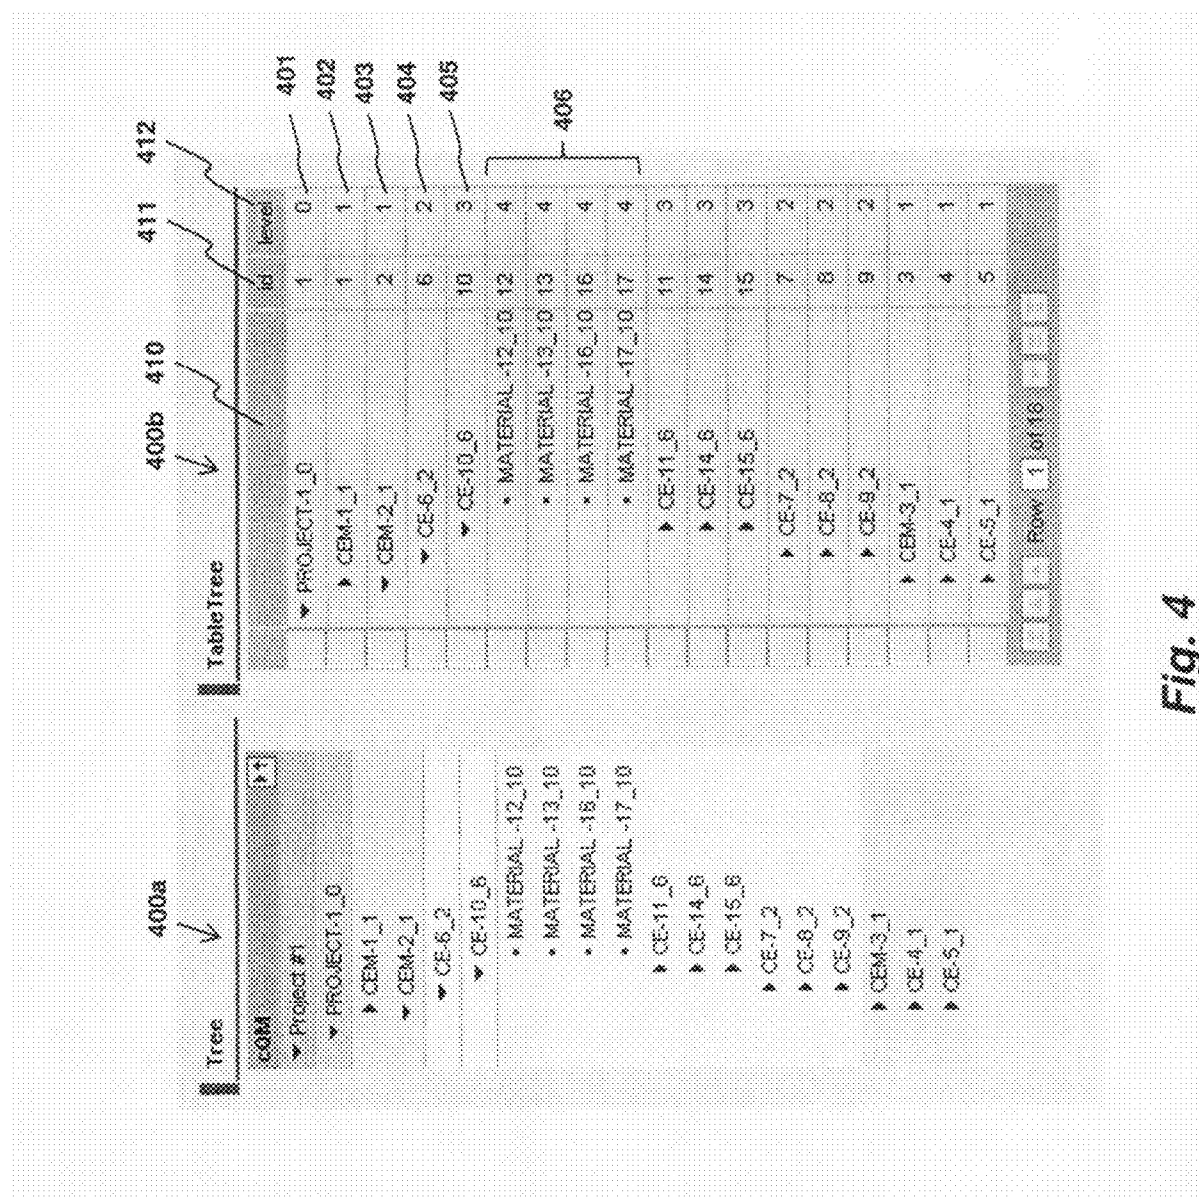 400a
Tree
cQM
Project #1
PROJECT-1_0
CEM-1_1
CEM-2_1
CE-6_2
CE-10_6
• MATERIAL -12_10
• MATERIAL -13_10
• MATERIAL -16_10
• MATERIAL -17_10
CE-11_6
CE-14_6
CE-15_6
CE-7_2
CE-8_2
CE-9_2
CEM-3_1
CE-4_1
CE-5_1
400b 410 411 412
TableTree
id level
PROJECT-1_0 1 0 401
CEM-1_1 1 1 402
CEM-2_1 2 1 403
CE-6_2 6 2 404
CE-10_6 10 3 405
• MATERIAL -12_10 12 4
• MATERIAL -13_10 13 4
406
• MATERIAL -16_10 16 4
• MATERIAL -17_10 17 4
CE-11_6 11 3
CE-14_6 14 3
CE-15_6 15 3
CE-7_2 7 2
CE-8_2 8 2
CE-9_2 9 2
CEM-3_1 3 1
CE-4_1 4 1
CE-5_1 5 1
Row 1 of 16
Fig. 4